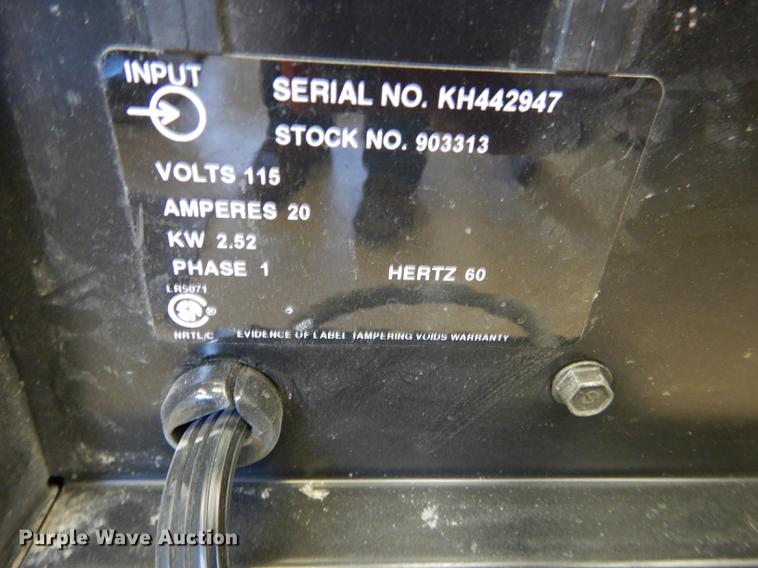 INPUT
SERIAL NO. KH442947
STOCK NO. 903313
VOLTS 115
AMPERES 20
KW 2.52
PHASE 1 HERTZ 60
LR5071
NRTL/C EVIDENCE OF LABEL TAMPERING VOIDS WARRANTY
Purple Wave Auction®